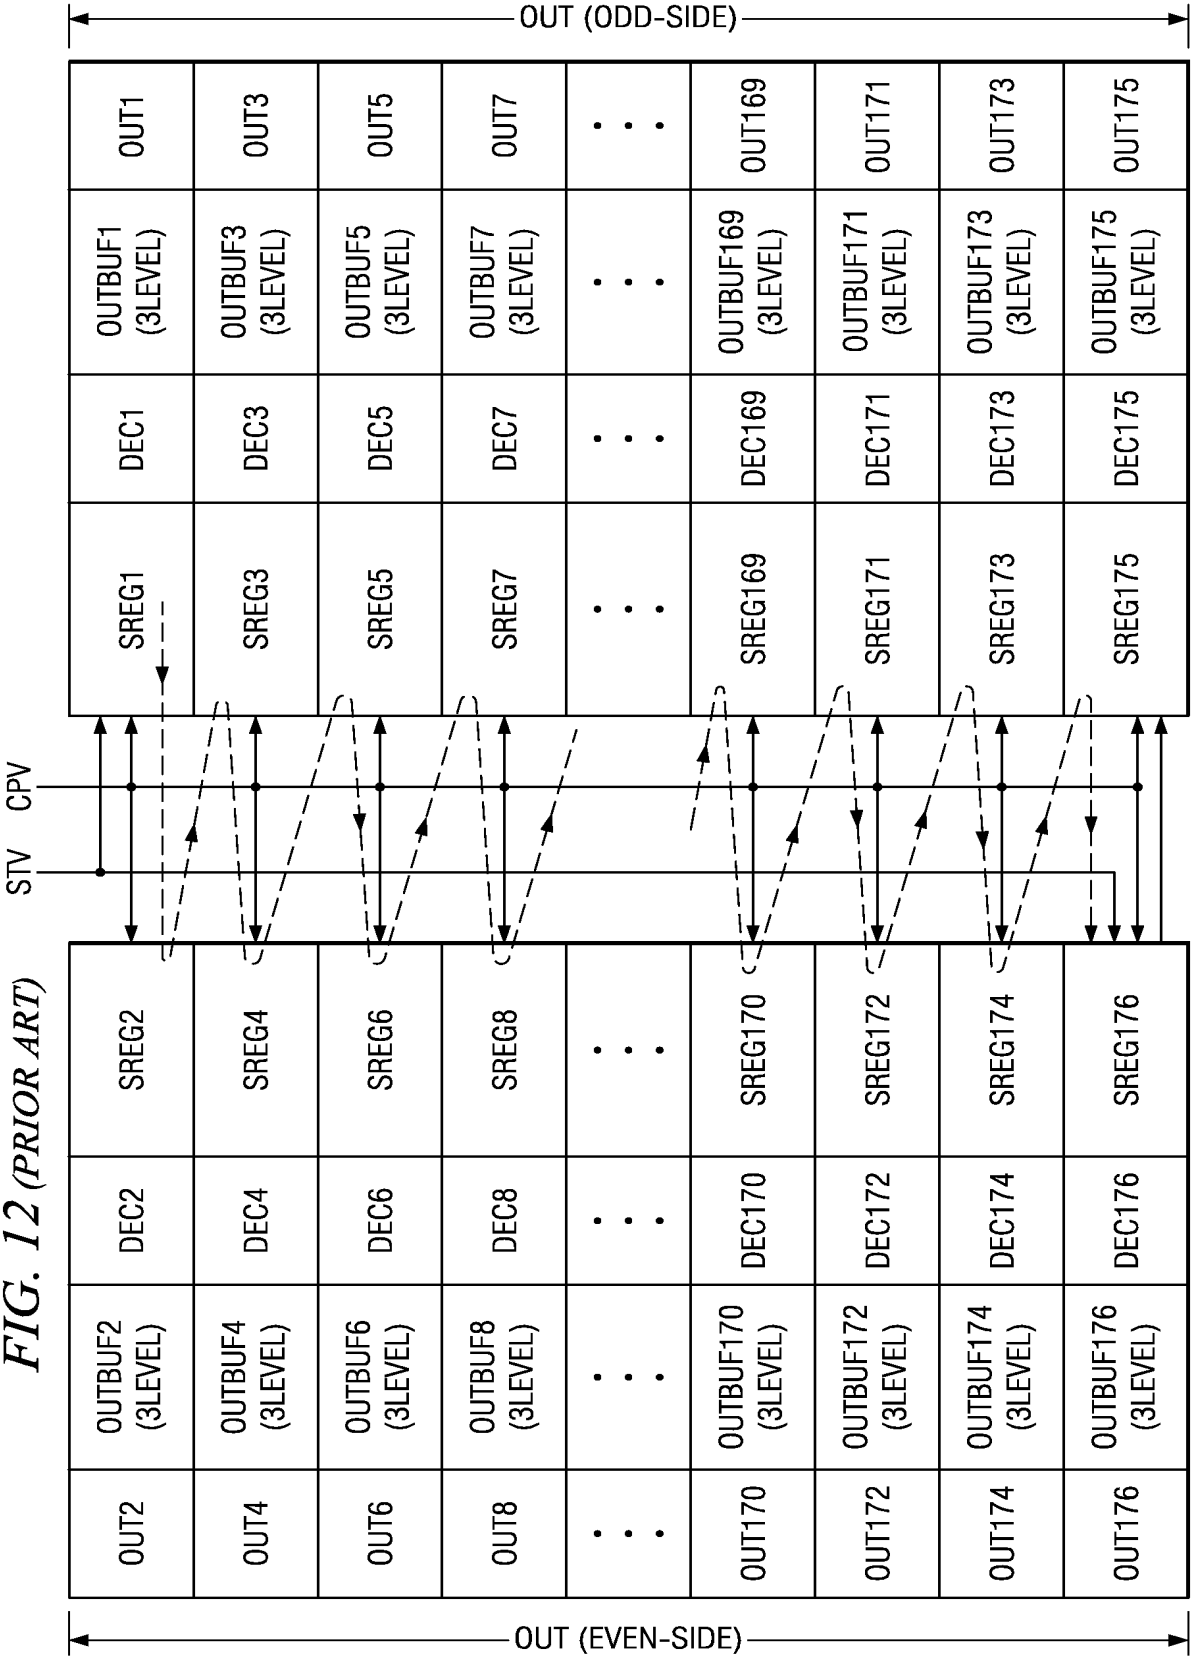 FIG. 12 (PRIOR ART)
OUT (ODD-SIDE)
OUT1
OUT3
OUT5
OUT7
. . .
OUT169
OUT171
OUT173
OUT175
OUTBUF1
(3LEVEL)
OUTBUF3
(3LEVEL)
OUTBUF5
(3LEVEL)
OUTBUF7
(3LEVEL)
. . .
OUTBUF169
(3LEVEL)
OUTBUF171
(3LEVEL)
OUTBUF173
(3LEVEL)
OUTBUF175
(3LEVEL)
DEC1
DEC3
DEC5
DEC7
. . .
DEC169
DEC171
DEC173
DEC175
SREG1
SREG3
SREG5
SREG7
. . .
SREG169
SREG171
SREG173
SREG175
CPV
STV
SREG2
SREG4
SREG6
SREG8
. . .
SREG170
SREG172
SREG174
SREG176
DEC2
DEC4
DEC6
DEC8
. . .
DEC170
DEC172
DEC174
DEC176
OUTBUF2
(3LEVEL)
OUTBUF4
(3LEVEL)
OUTBUF6
(3LEVEL)
OUTBUF8
(3LEVEL)
. . .
OUTBUF170
(3LEVEL)
OUTBUF172
(3LEVEL)
OUTBUF174
(3LEVEL)
OUTBUF176
(3LEVEL)
OUT2
OUT4
OUT6
OUT8
. . .
OUT170
OUT172
OUT174
OUT176
OUT (EVEN-SIDE)